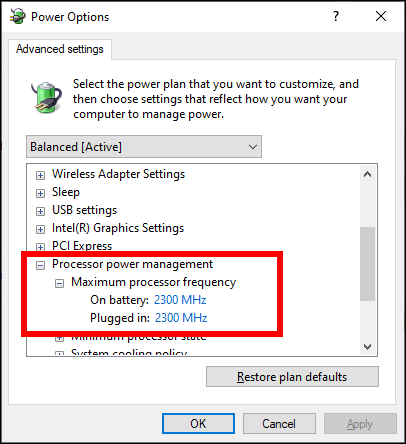 Power Options
Advanced settings
Select the power plan that you want to customize, and
then choose settings that reflect how you want your
computer to manage power.
Balanced [Active]
Wireless Adapter Settings
Sleep
USB settings
Intel(R) Graphics Settings
PCI Express
Processor power management
Maximum processor frequency
On battery: 2300 MHz
Plugged in: 2300 MHz
Minimum processor state
System cooling policy
Restore plan defaults
OK
Cancel
Apply